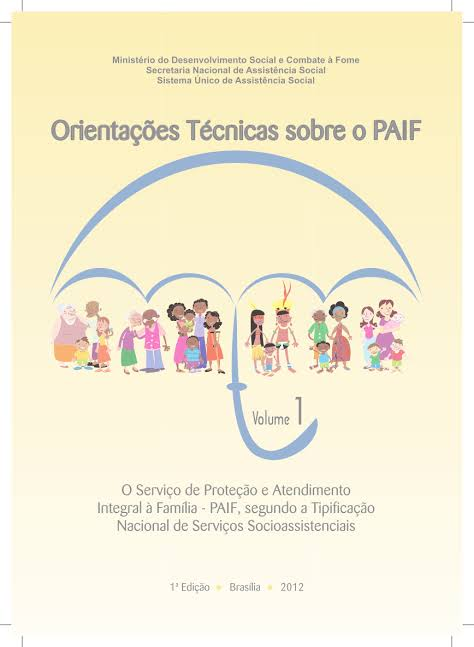 Ministério do Desenvolvimento Social e Combate à Fome
Secretaria Nacional de Assistência Social
Sistema Único de Assistência Social
Orientações Técnicas sobre o PAIF
Volume 1
O Serviço de Proteção e Atendimento
Integral à Família - PAIF, segundo a Tipificação
Nacional de Serviços Socioassistenciais
1ª Edição • Brasília • 2012